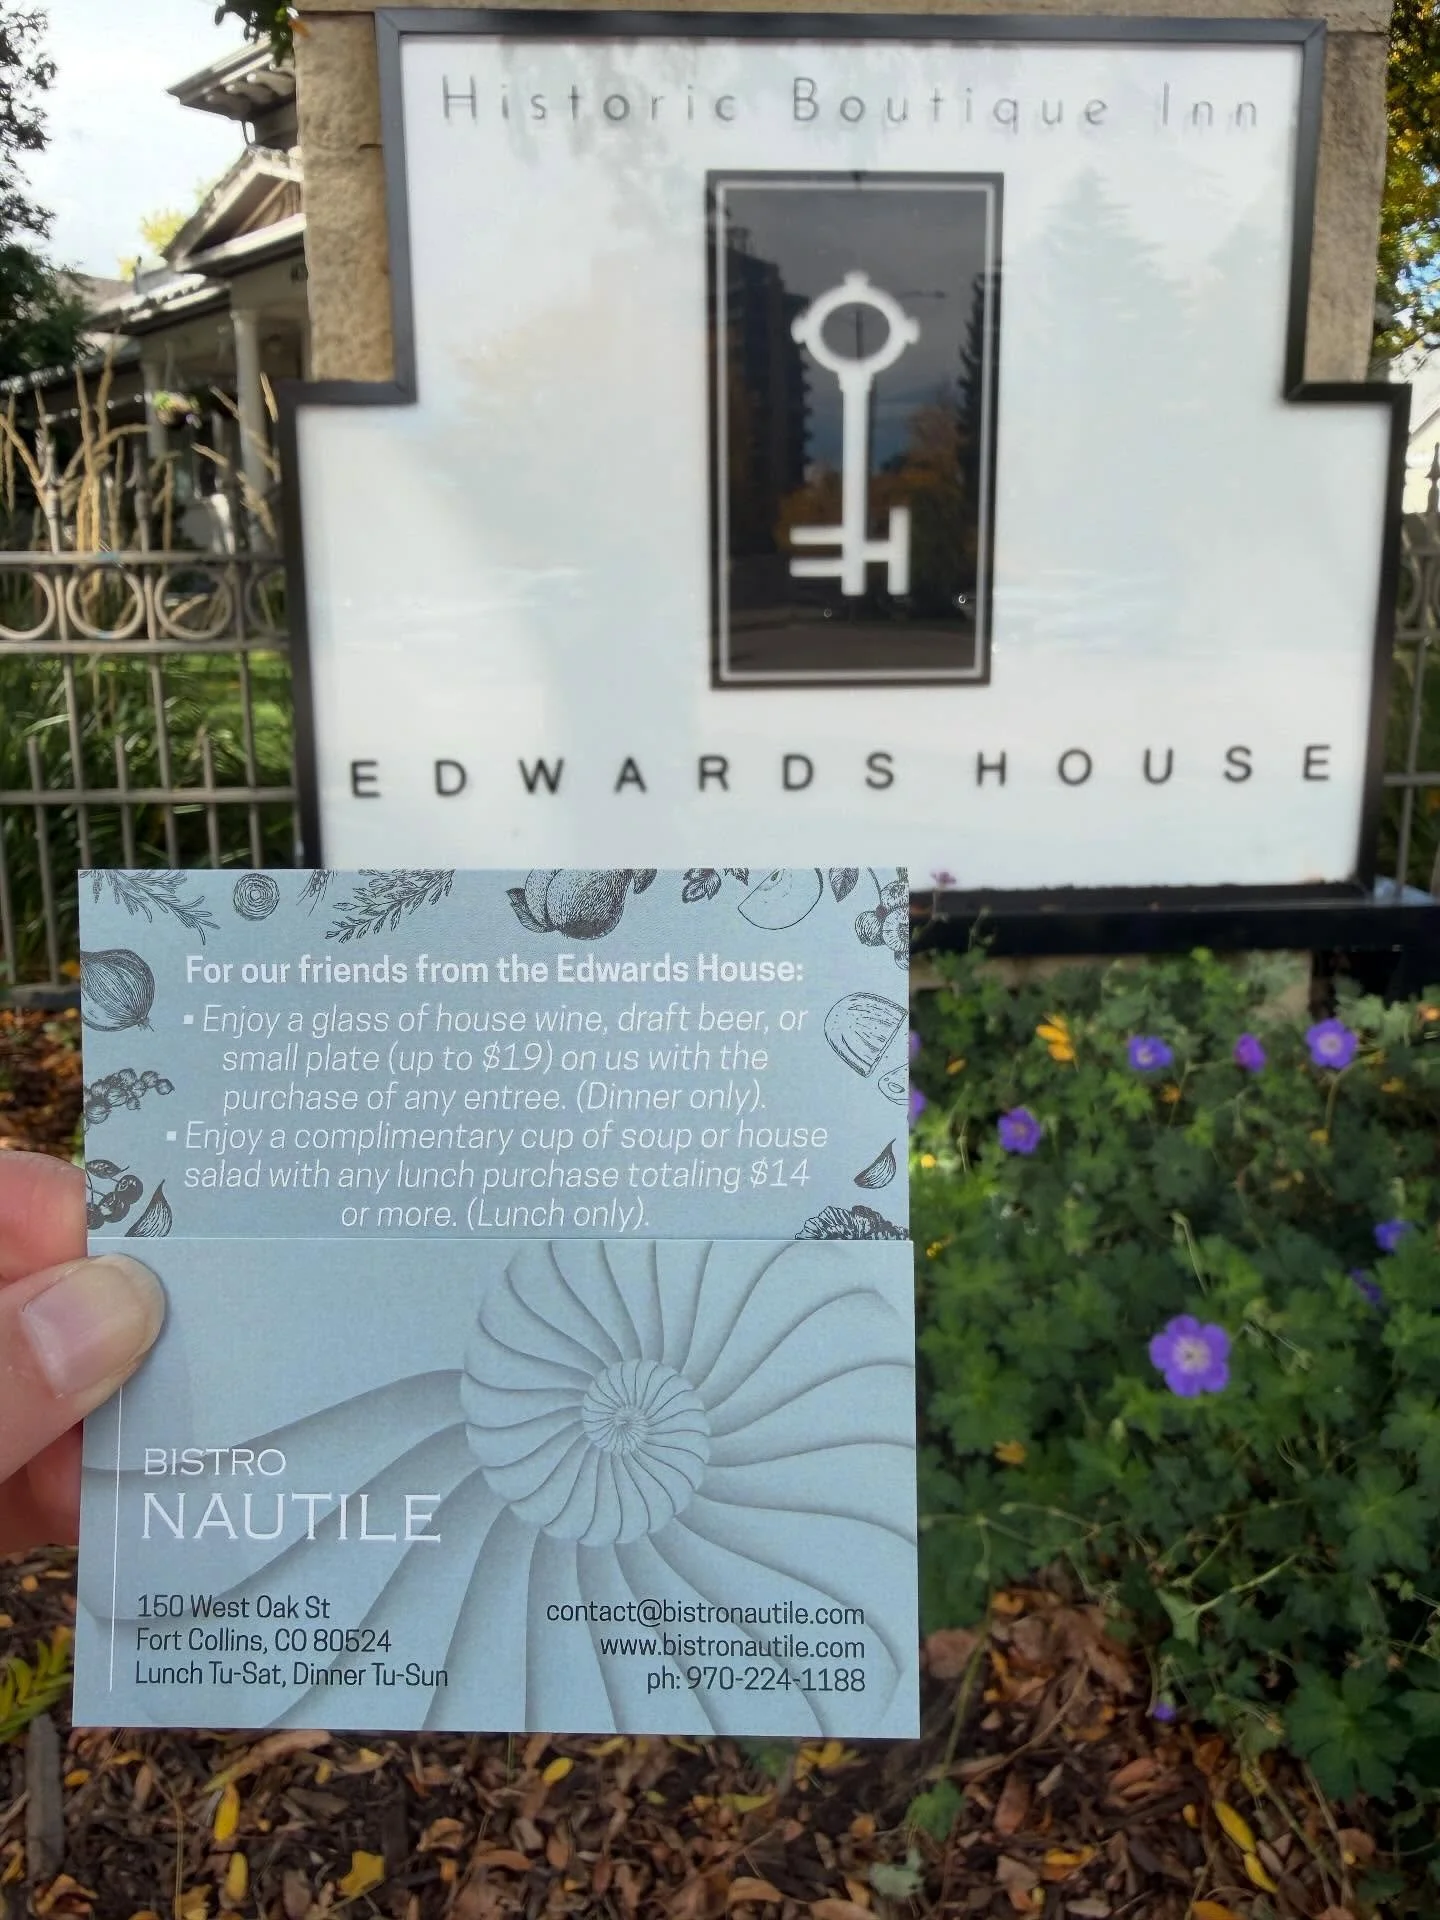 Historic Boutique Inn
EDWARDS HOUSE
For our friends from the Edwards House:
▪ Enjoy a glass of house wine, draft beer, or
small plate (up to $19) on us with the
purchase of any entree. (Dinner only).
▪ Enjoy a complimentary cup of soup or house
salad with any lunch purchase totaling $14
or more. (Lunch only).
BISTRO
NAUTILE
150 West Oak St
Fort Collins, CO 80524
Lunch Tu-Sat, Dinner Tu-Sun
contact@bistronautile.com
www.bistronautile.com
ph: 970-224-1188